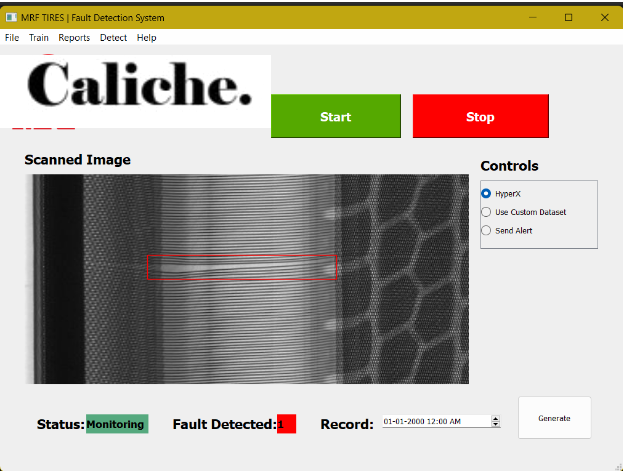 MRF TIRES | Fault Detection System
File Train Reports Detect Help
Caliche.
Start Stop
Scanned Image
Controls
HyperX
Use Custom Dataset
Send Alert
Status: Monitoring Fault Detected: 1 Record: 01-01-2000 12:00 AM Generate